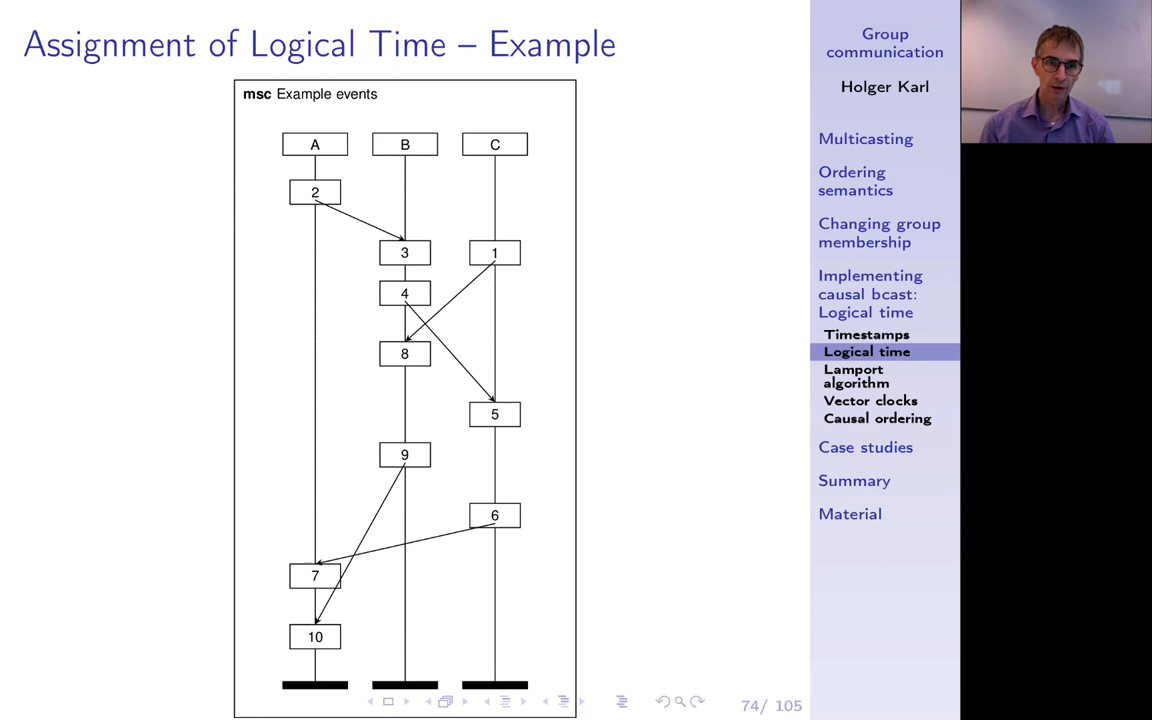 Assignment of Logical Time – Example
msc Example events
A B C
2
3 1
4
8
5
9
6
7
10
74/ 105
Group
communication
Holger Karl
Multicasting
Ordering
semantics
Changing group
membership
Implementing
causal bcast:
Logical time
Timestamps
Logical time
Lamport
algorithm
Vector clocks
Causal ordering
Case studies
Summary
Material